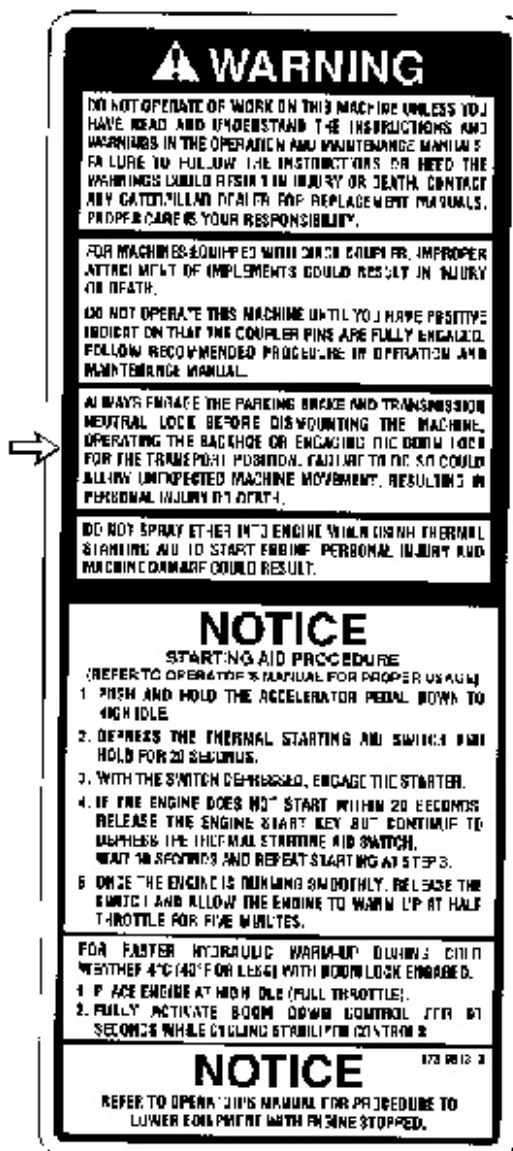 WARNING
DO NOT OPERATE OR WORK ON THIS MACHINE UNLESS YOU
HAVE READ AND UNDERSTAND THE INSTRUCTIONS AND
WARNINGS IN THE OPERATION AND MAINTENANCE MANUALS.
FAILURE TO FOLLOW THE INSTRUCTIONS OR HEED THE
WARNINGS COULD RESULT IN INJURY OR DEATH. CONTACT
ANY CATERPILLAR DEALER FOR REPLACEMENT MANUALS.
PROPER CARE IS YOUR RESPONSIBILITY.
FOR MACHINES EQUIPPED WITH QUICK COUPLER, IMPROPER
ATTACHMENT OF IMPLEMENTS COULD RESULT IN INJURY
OR DEATH.
DO NOT OPERATE THIS MACHINE UNTIL YOU HAVE POSITIVE
INDICATION THAT THE COUPLER PINS ARE FULLY ENGAGED.
FOLLOW RECOMMENDED PROCEDURE IN OPERATION AND
MAINTENANCE MANUAL.
ALWAYS ENGAGE THE PARKING BRAKE AND TRANSMISSION
NEUTRAL LOCK BEFORE DISMOUNTING THE MACHINE,
OPERATING THE BACKHOE OR ENGAGING THE BOOM LOCK
FOR THE TRANSPORT POSITION. FAILURE TO DO SO COULD
ALLOW UNEXPECTED MACHINE MOVEMENT, RESULTING IN
PERSONAL INJURY OR DEATH.
DO NOT SPRAY ETHER INTO ENGINE WHEN USING THERMAL
STARTING AID TO START ENGINE. PERSONAL INJURY AND
MACHINE DAMAGE COULD RESULT.
NOTICE
STARTING AID PROCEDURE
(REFER TO OPERATOR'S MANUAL FOR PROPER USAGE)
1. PUSH AND HOLD THE ACCELERATOR PEDAL DOWN TO
HIGH IDLE.
2. DEPRESS THE THERMAL STARTING AID SWITCH AND
HOLD FOR 20 SECONDS.
3. WITH THE SWITCH DEPRESSED, ENGAGE THE STARTER.
4. IF THE ENGINE DOES NOT START WITHIN 20 SECONDS
RELEASE THE ENGINE START KEY BUT CONTINUE TO
DEPRESS THE THERMAL STARTING AID SWITCH.
WAIT 10 SECONDS AND REPEAT STARTING AT STEP 3.
5. ONCE THE ENGINE IS RUNNING SMOOTHLY, RELEASE THE
SWITCH AND ALLOW THE ENGINE TO WARM UP AT HALF
THROTTLE FOR FIVE MINUTES.
FOR FASTER HYDRAULIC WARM-UP DURING COLD
WEATHER 4°C (40°F OR LESS) WITH BOOM LOCK ENGAGED.
1. PLACE ENGINE AT HIGH IDLE (FULL THROTTLE).
2. FULLY ACTIVATE BOOM DOWN CONTROL FOR
SECONDS WHILE CYCLING STABILIZER CONTROLS
NOTICE
REFER TO OPERATOR'S MANUAL FOR PROCEDURE TO
LOWER EQUIPMENT WITH ENGINE STOPPED.